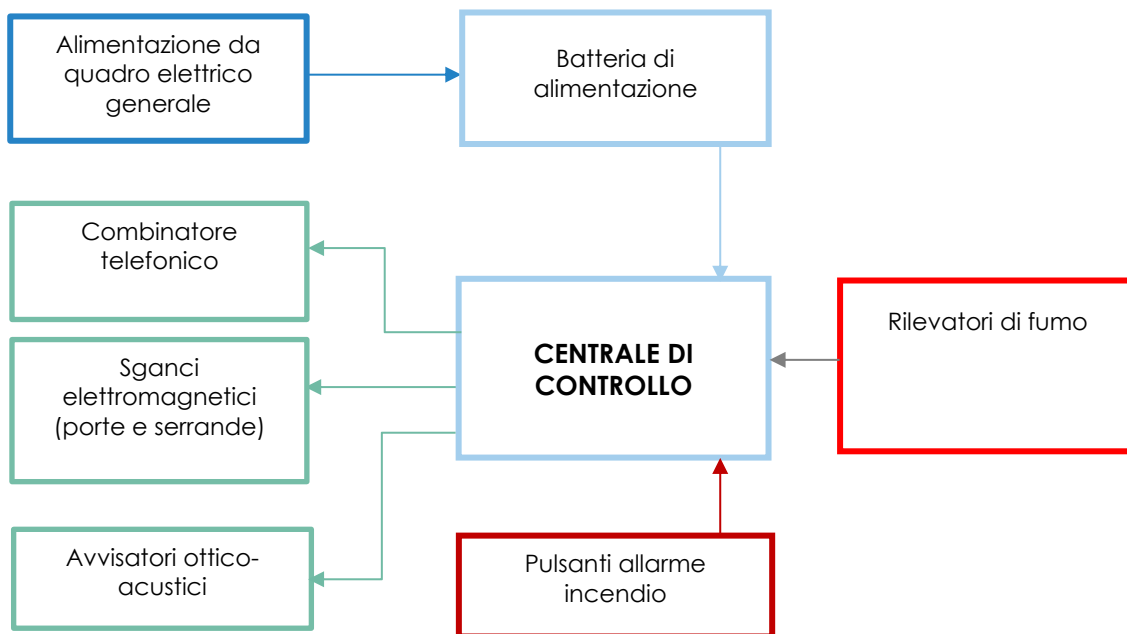 Alimentazione da
quadro elettrico
generale
Batteria di
alimentazione
Combinatore
telefonico
Sganci
elettromagnetici
(porte e serrande)
CENTRALE DI
CONTROLLO
Rilevatori di fumo
Avvisatori ottico-
acustici
Pulsanti allarme
incendio